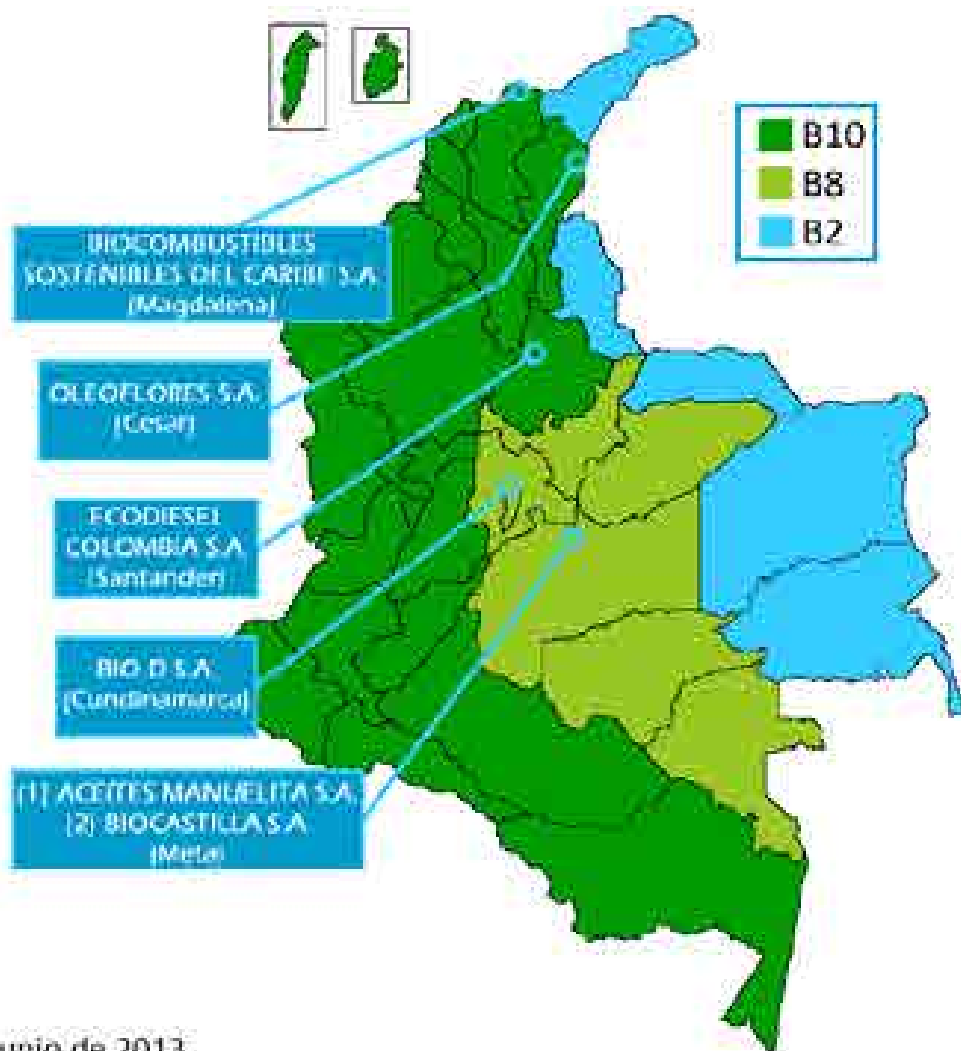 B10
B8
B2
BIOCOMBUSTIBLES
SOSTENIBLES DEL CARIBE S.A.
(Magdalena)
OLEOFLORES S.A.
(Cesar)
ECODIESEL
COLOMBIA S.A.
(Santander)
BIO D S.A.
(Cundinamarca)
(1) ACEITES MANUELITA S.A.
(2) BIOCASTILLA S.A.
(Meta)
unio de 2013